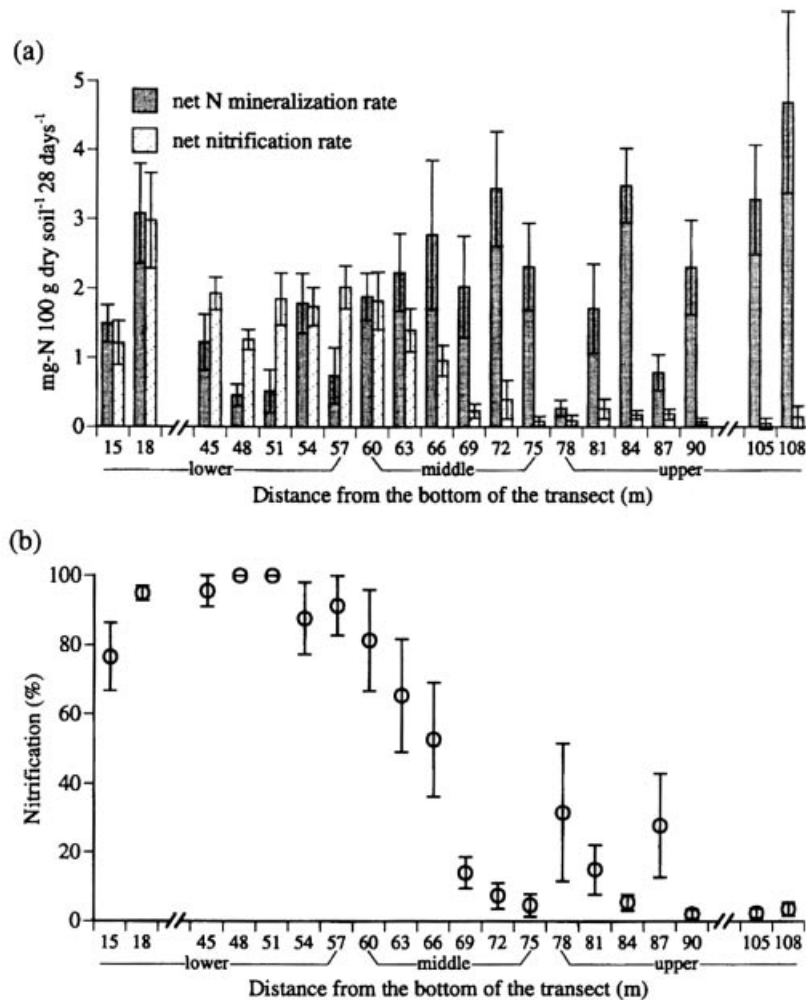 (a)
5
4
3
2
1
0
mg-N 100 g dry soil⁻¹ 28 days⁻¹
net N mineralization rate
net nitrification rate
15 18 45 48 51 54 57 60 63 66 69 72 75 78 81 84 87 90 105 108
lower middle upper
Distance from the bottom of the transect (m)
(b)
100
80
60
40
20
0
Nitrification (%)
15 18 45 48 51 54 57 60 63 66 69 72 75 78 81 84 87 90 105 108
lower middle upper
Distance from the bottom of the transect (m)